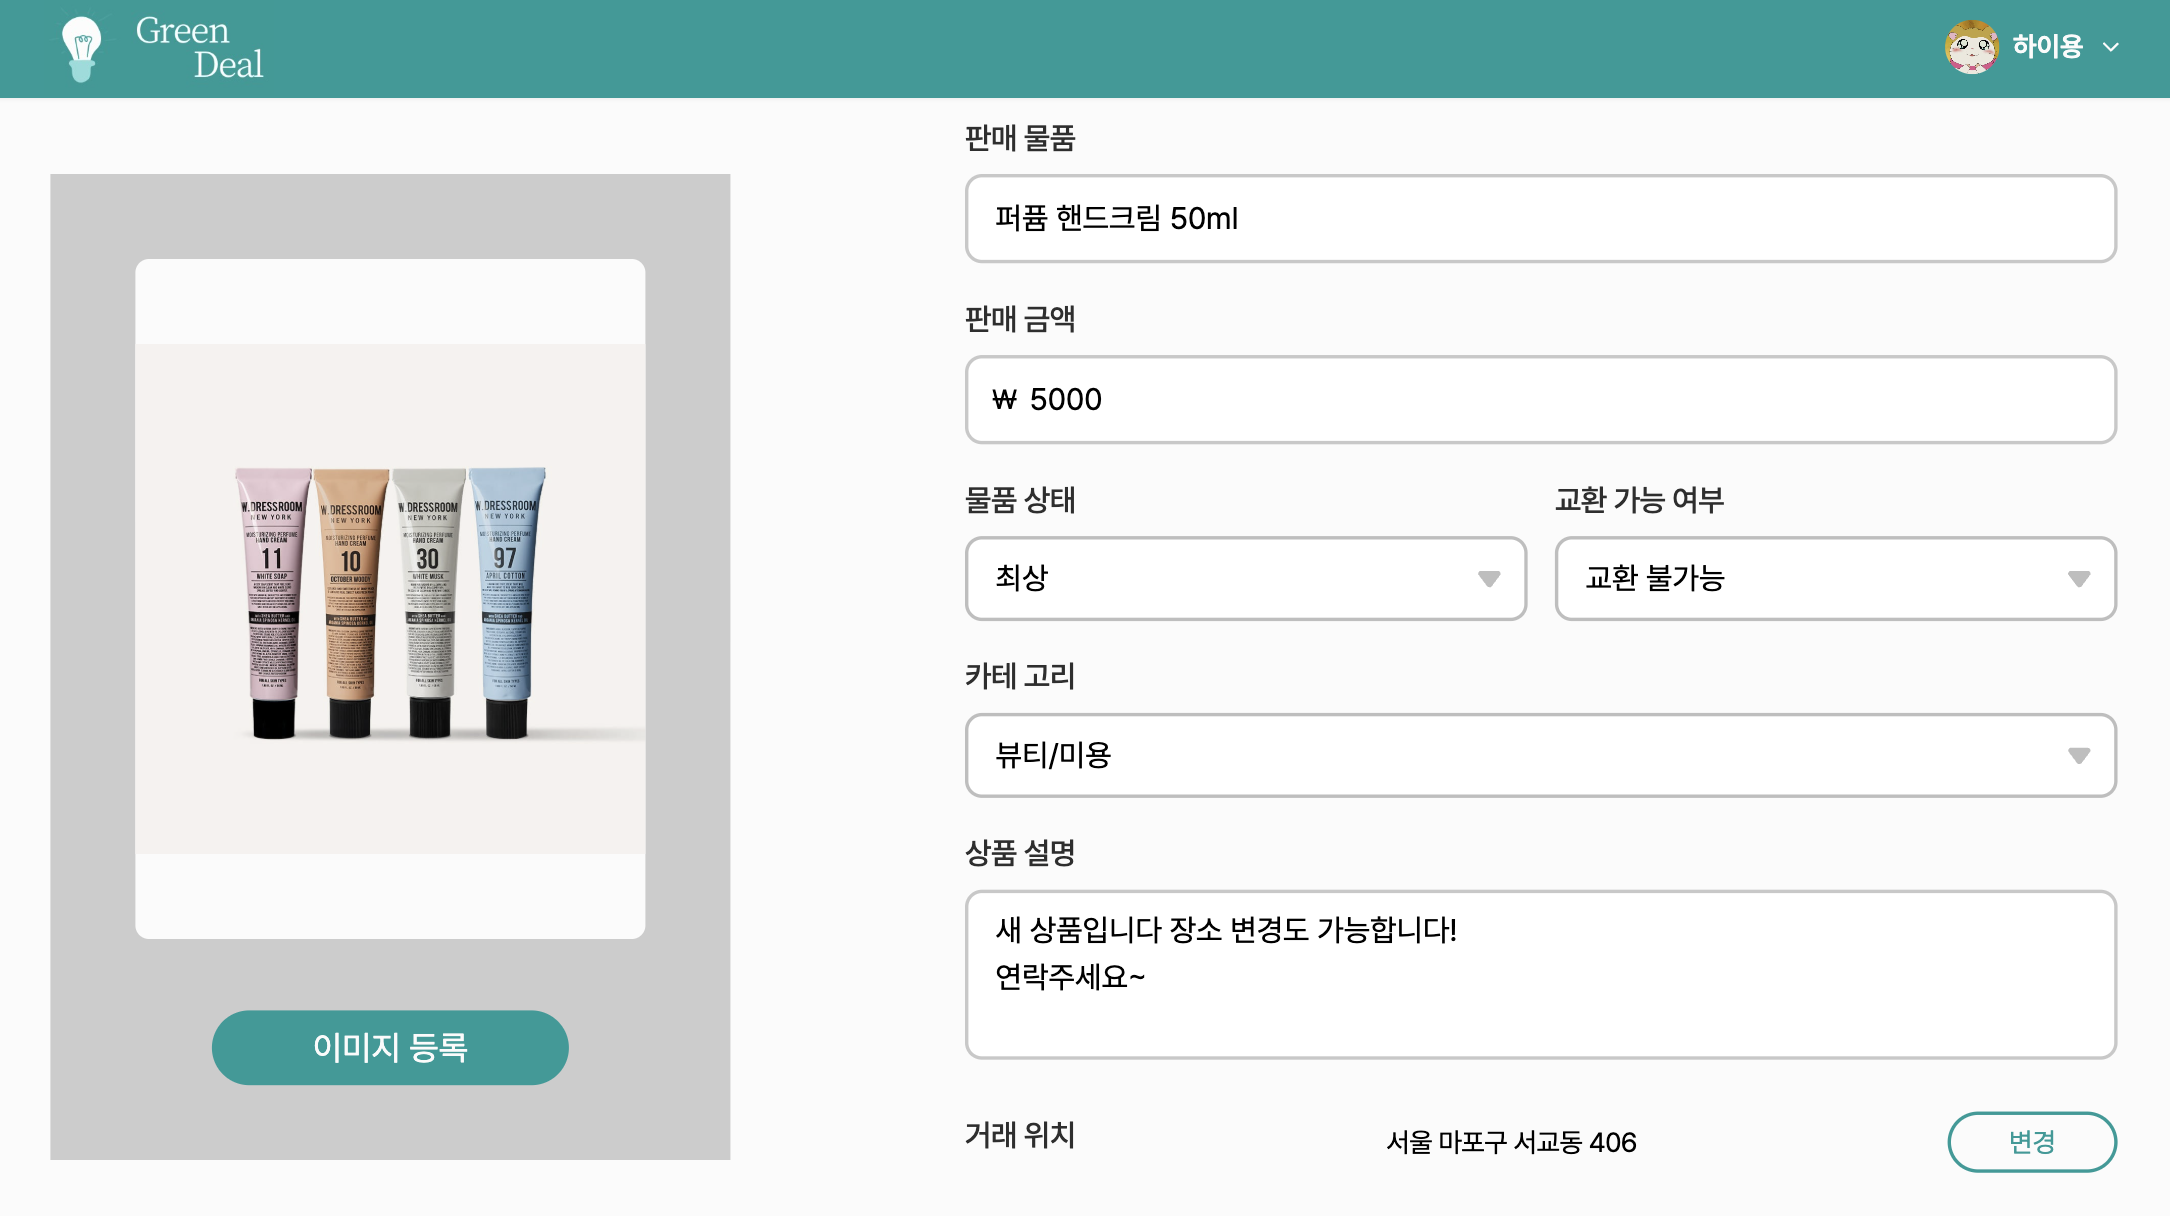 Green
Deal
하이용
판매 물품
퍼퓸 핸드크림 50ml
판매 금액
₩ 5000
물품 상태
교환 가능 여부
최상
교환 불가능
카테 고리
뷰티/미용
상품 설명
새 상품입니다 장소 변경도 가능합니다!
연락주세요~
거래 위치
서울 마포구 서교동 406
변경
W.DRESSROOM
NEW YORK
MOISTURIZING PERFUME
HAND CREAM
11
WHITE SOAP
W.DRESSROOM
NEW YORK
MOISTURIZING PERFUME
HAND CREAM
10
OCTOBER WOODY
W.DRESSROOM
NEW YORK
MOISTURIZING PERFUME
HAND CREAM
30
WHITE MUSK
W.DRESSROOM
NEW YORK
MOISTURIZING PERFUME
HAND CREAM
97
APRIL COTTON
이미지 등록